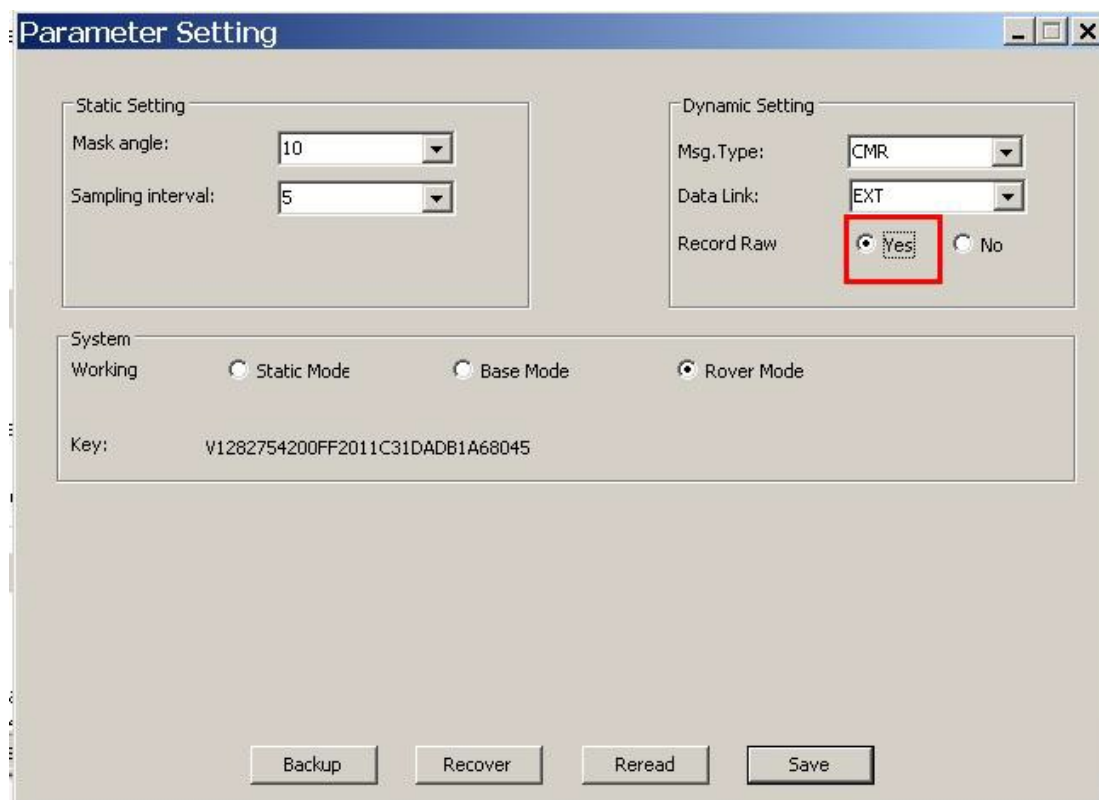 Parameter Setting
Static Setting
Mask angle: 10
Sampling interval: 5
Dynamic Setting
Msg.Type: CMR
Data Link: EXT
Record Raw Yes No
System
Working Static Mode Base Mode Rover Mode
Key: V1282754200FF2011C31DADB1A68045
Backup Recover Reread Save